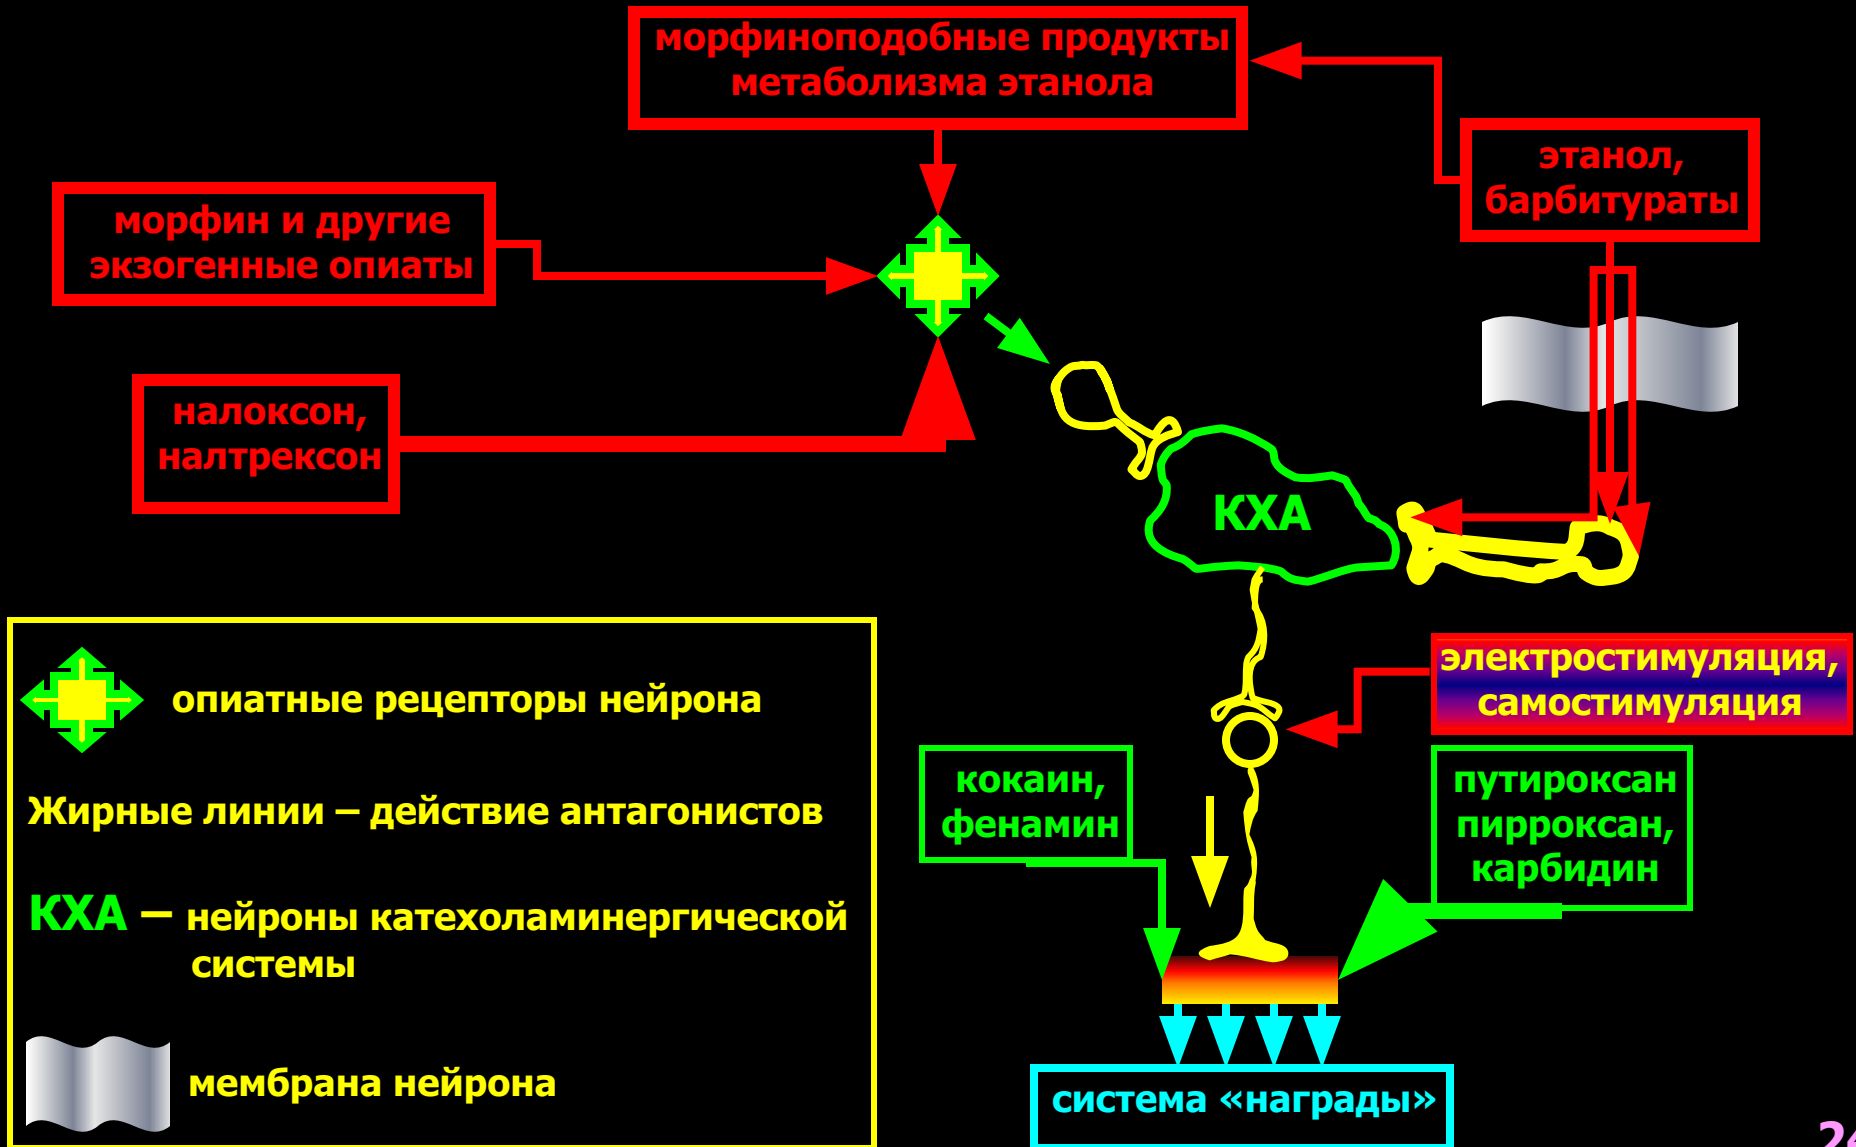 морфиноподобные продукты
метаболизма этанола
этанол,
барбитураты
морфин и другие
экзогенные опиаты
налоксон,
налтрексон
КХА
электростимуляция,
самостимуляция
кокаин,
фенамин
путироксан
пирроксан,
карбидин
система «награды»
опиатные рецепторы нейрона
Жирные линии – действие антагонистов
КХА – нейроны катехоламинергической
системы
мембрана нейрона